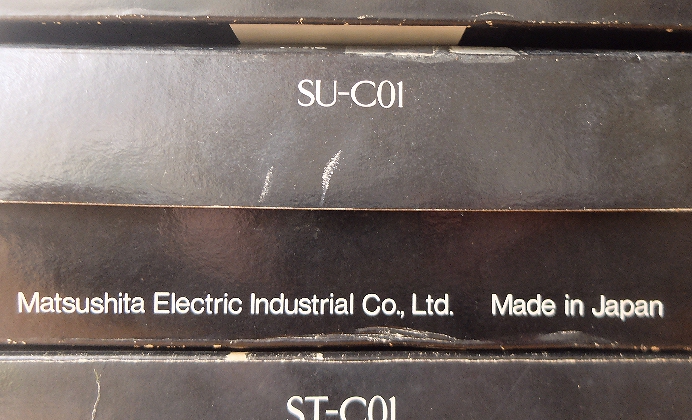 SU-C01
Matsushita Electric Industrial Co., Ltd. Made in Japan
ST-C01